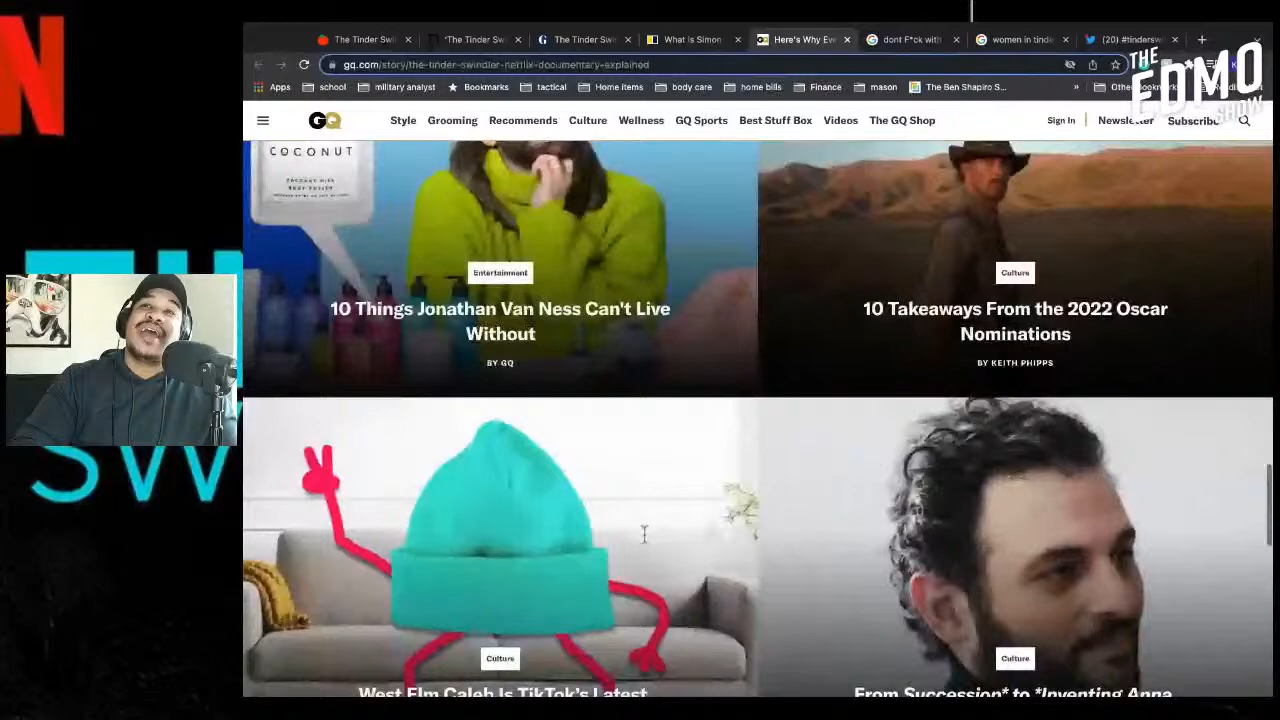 N
THE
EDMO
SHOW
The Tinder Swi
'The Tinder Sw
The Tinder Swi
What Is Simon
Here's Why Eve
dont F*ck with
women in tinde
(20) #tindersw
gq.com/story/the-tinder-swindler-netflix-documentary-explained
Apps
school
military analyst
Bookmarks
tactical
Home items
body care
home bills
Finance
mason
The Ben Shapiro S...
»
GQ
Style
Grooming
Recommends
Culture
Wellness
GQ Sports
Best Stuff Box
Videos
The GQ Shop
Sign In
Newsletter
Subscribe
COCONUT
Entertainment
10 Things Jonathan Van Ness Can't Live
Without
BY GQ
Culture
10 Takeaways From the 2022 Oscar
Nominations
BY KEITH PHIPPS
Culture
West Elm Caleb Is TikTok's Latest
Culture
From Succession* to *Inventing Anna
SW